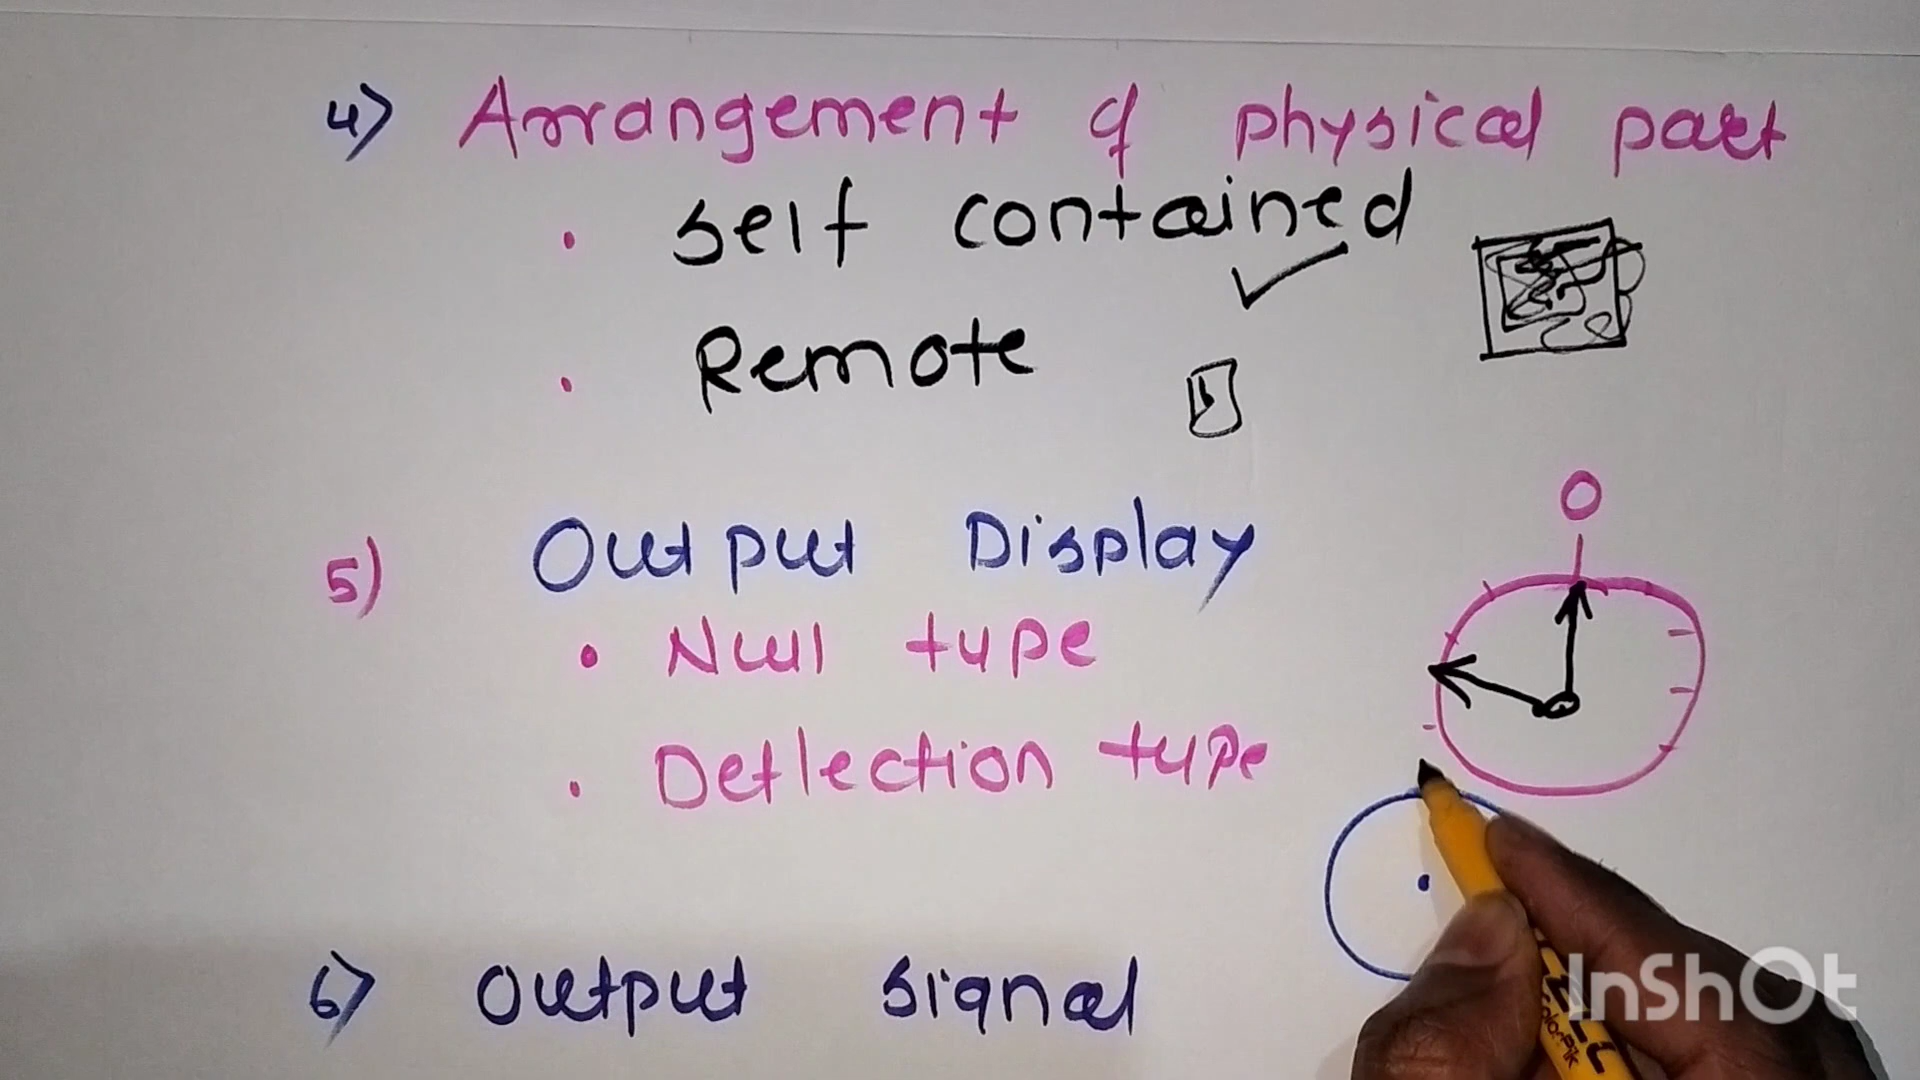 4) Arrangement of physical part
• Self contained
• Remote
0
5) Output Display
• Null type
• Deflection type
6) Output signal
InShOt